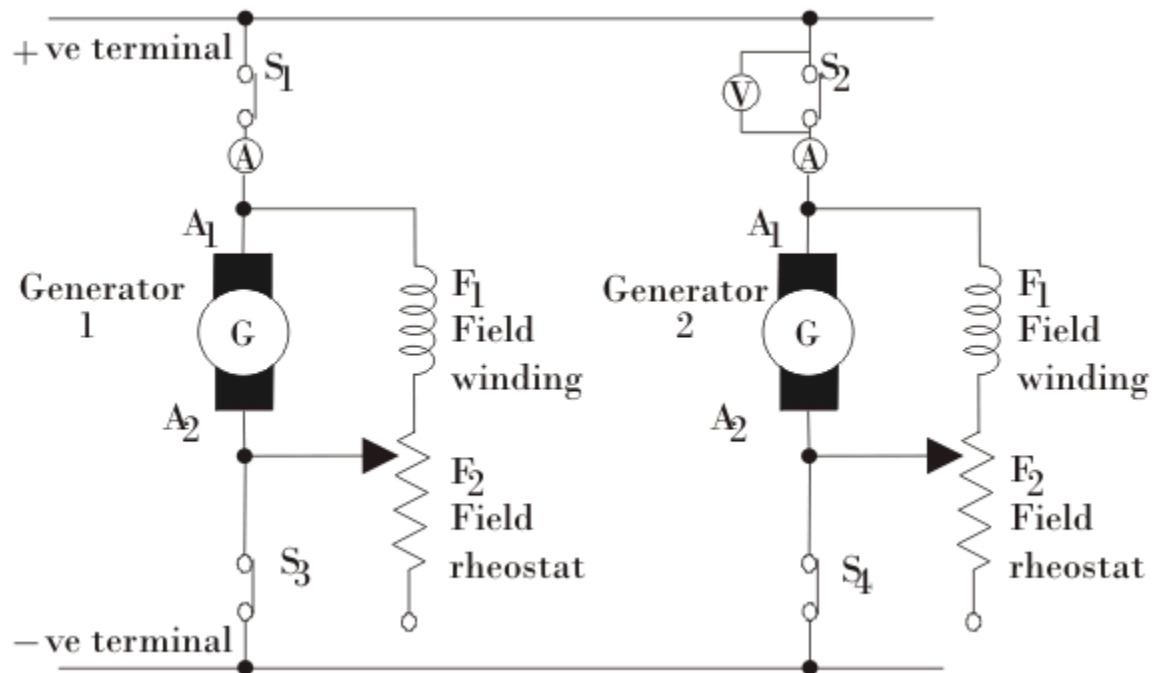 +ve terminal
S1
S2
V
A
A
A1
A1
Generator
1
G
F1
Field
winding
Generator
2
G
F1
Field
winding
A2
A2
F2
Field
rheostat
F2
Field
rheostat
S3
S4
−ve terminal